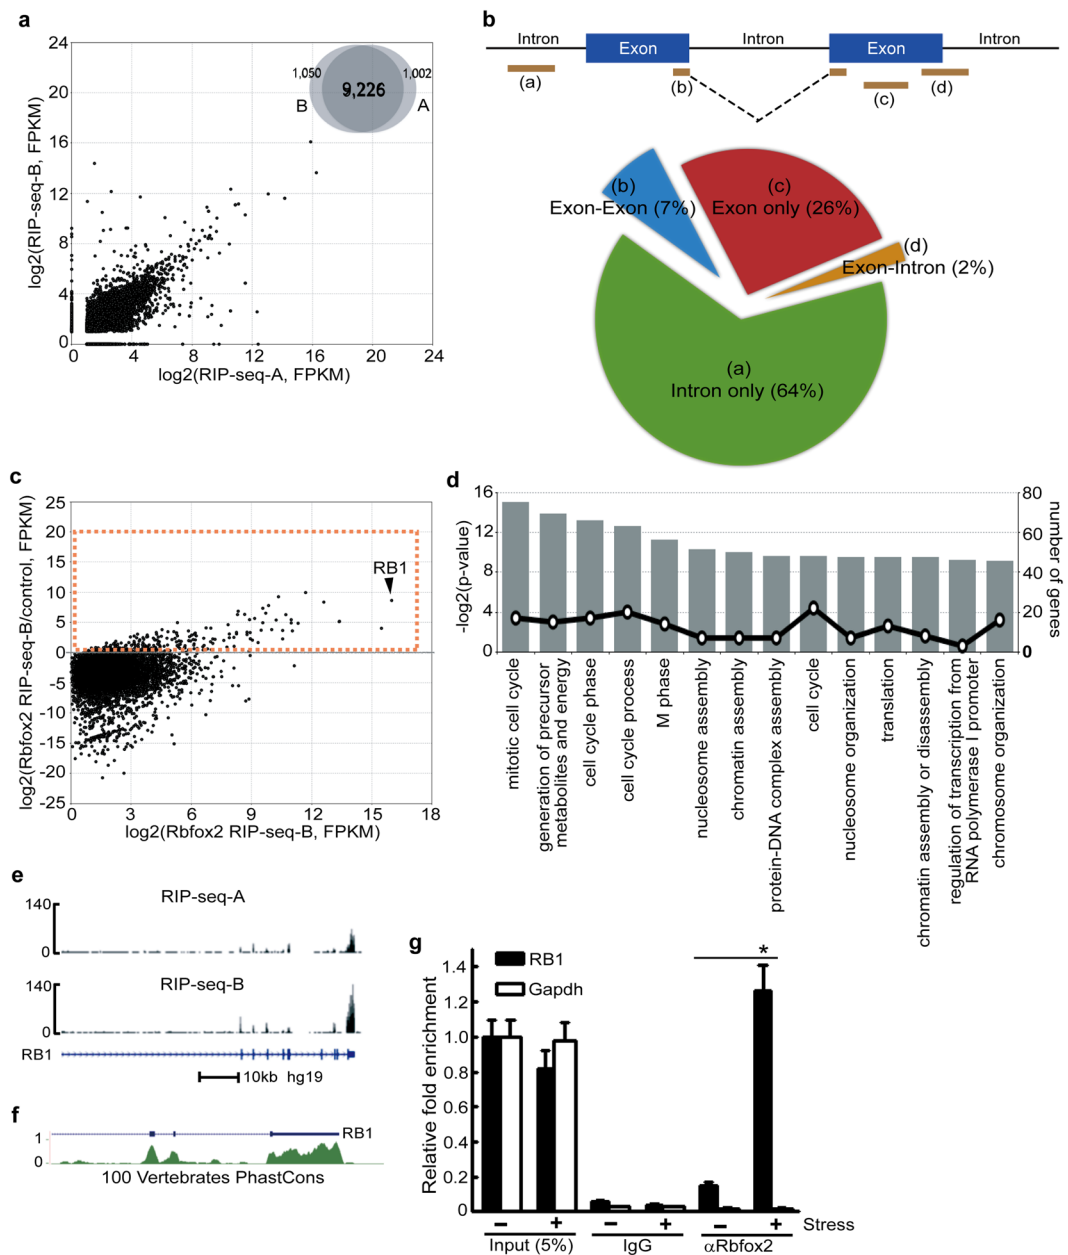 a
24
20
16
12
8
4
0
0 4 8 12 16 20 24
log2(RIP-seq-B, FPKM)
log2(RIP-seq-A, FPKM)
1,050
1,002
B
A
b
Intron Exon Intron Exon Intron
(a)
(b)
(c)
(d)
(b)
Exon-Exon (7%)
(c)
Exon only (26%)
(d)
Exon-Intron (2%)
(a)
Intron only (64%)
c
25
20
15
10
5
0
-5
-10
-15
-20
-25
0 3 6 9 12 15 18
log2(Rbfox2 RIP-seq-B/control, FPKM)
log2(Rbfox2 RIP-seq-B, FPKM)
RB1
d
16
12
8
4
0
-log2(p-value)
80
60
40
20
0
number of genes
mitotic cell cycle
generation of precursor
metabolites and energy
cell cycle phase
cell cycle process
M phase
nucleosome assembly
chromatin assembly
protein-DNA complex assembly
cell cycle
nucleosome organization
translation
chromatin assembly or disassembly
regulation of transcription from
RNA polymerase I promoter
chromosome organization
e
RIP-seq-A
140
0
RIP-seq-B
140
0
RB1
10kb hg19
f
RB1
1
0
100 Vertebrates PhastCons
g
RB1
Gapdh
*
1.4
1.2
1.0
0.8
0.6
0.4
0.2
0
Relative fold enrichment
− + − + − + Stress
Input (5%) IgG αRbfox2